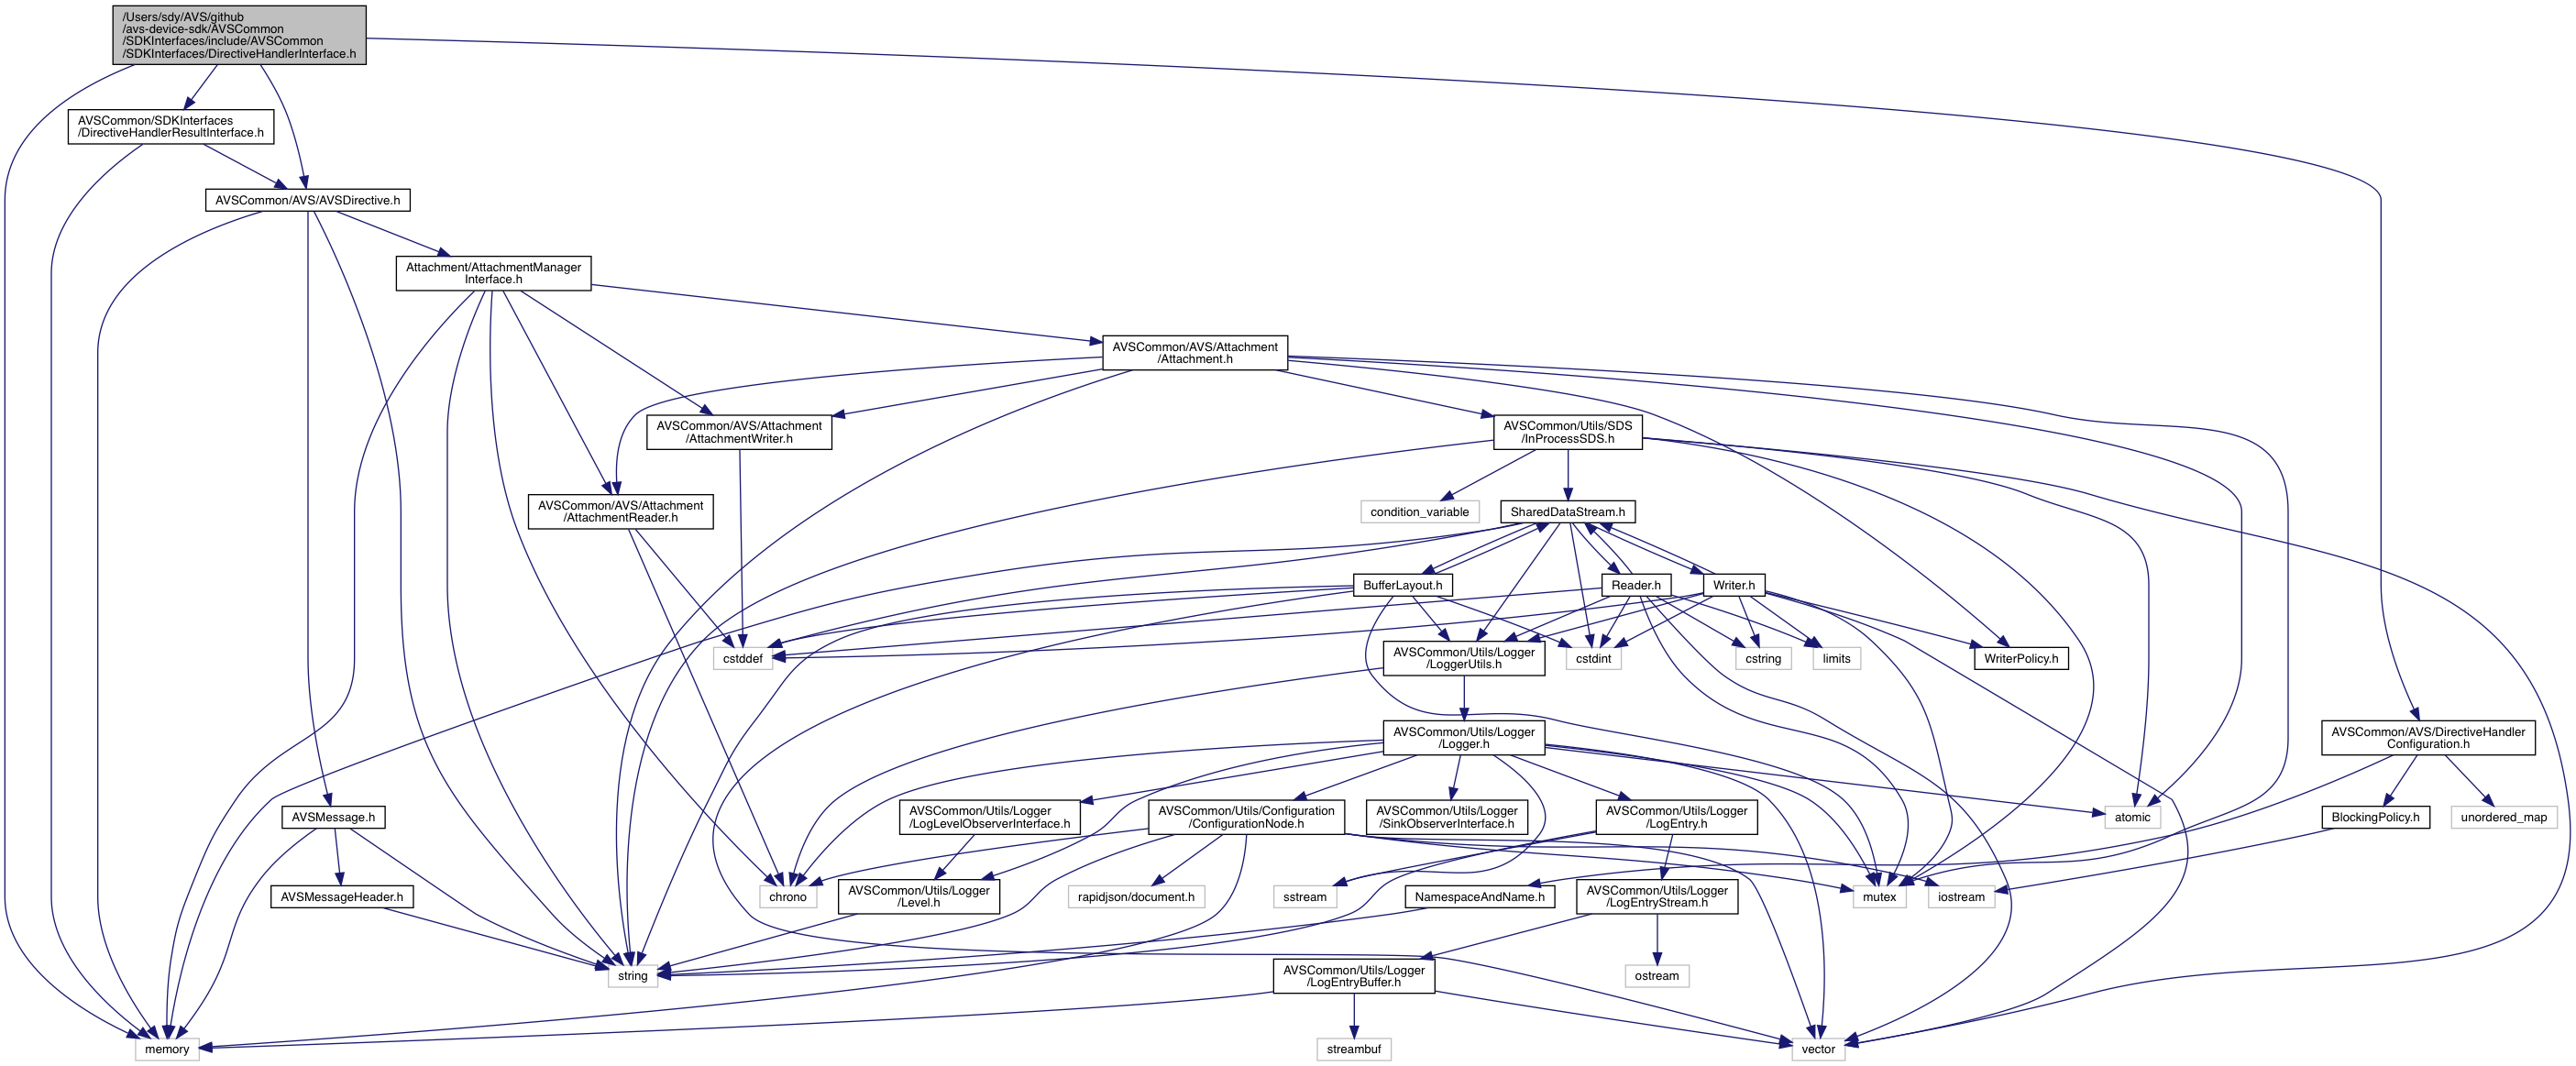 /Users/sdy/AVS/github
/avs-device-sdk/AVSCommon
/SDKInterfaces/include/AVSCommon
/SDKInterfaces/DirectiveHandlerInterface.h
AVSCommon/SDKInterfaces
/DirectiveHandlerResultInterface.h
AVSCommon/AVS/AVSDirective.h
Attachment/AttachmentManager
Interface.h
AVSCommon/AVS/Attachment
/Attachment.h
AVSCommon/AVS/Attachment
/AttachmentWriter.h
AVSCommon/Utils/SDS
/InProcessSDS.h
AVSCommon/AVS/Attachment
/AttachmentReader.h
condition_variable
SharedDataStream.h
BufferLayout.h
Reader.h
Writer.h
cstddef
AVSCommon/Utils/Logger
/LoggerUtils.h
cstdint
cstring
limits
WriterPolicy.h
AVSCommon/Utils/Logger
/Logger.h
AVSCommon/AVS/DirectiveHandler
Configuration.h
AVSMessage.h
AVSCommon/Utils/Logger
/LogLevelObserverInterface.h
AVSCommon/Utils/Configuration
/ConfigurationNode.h
AVSCommon/Utils/Logger
/SinkObserverInterface.h
AVSCommon/Utils/Logger
/LogEntry.h
atomic
BlockingPolicy.h
unordered_map
AVSMessageHeader.h
chrono
AVSCommon/Utils/Logger
/Level.h
rapidjson/document.h
sstream
NamespaceAndName.h
AVSCommon/Utils/Logger
/LogEntryStream.h
mutex
iostream
string
AVSCommon/Utils/Logger
/LogEntryBuffer.h
ostream
memory
streambuf
vector